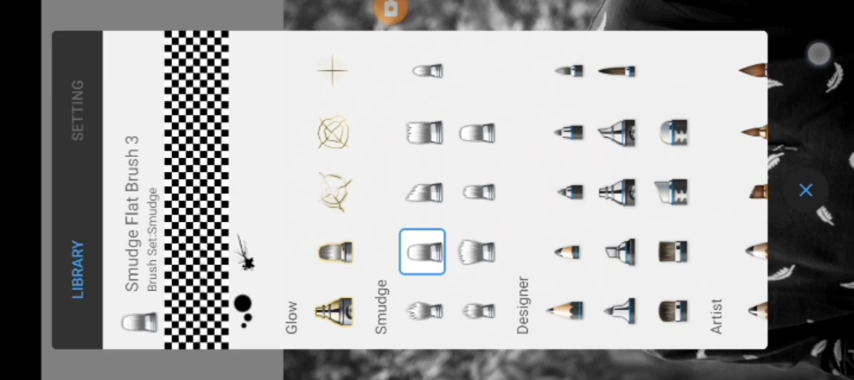 LIBRARY
SETTING
Smudge Flat Brush 3
Brush Set:Smudge
Glow
Smudge
Designer
Artist